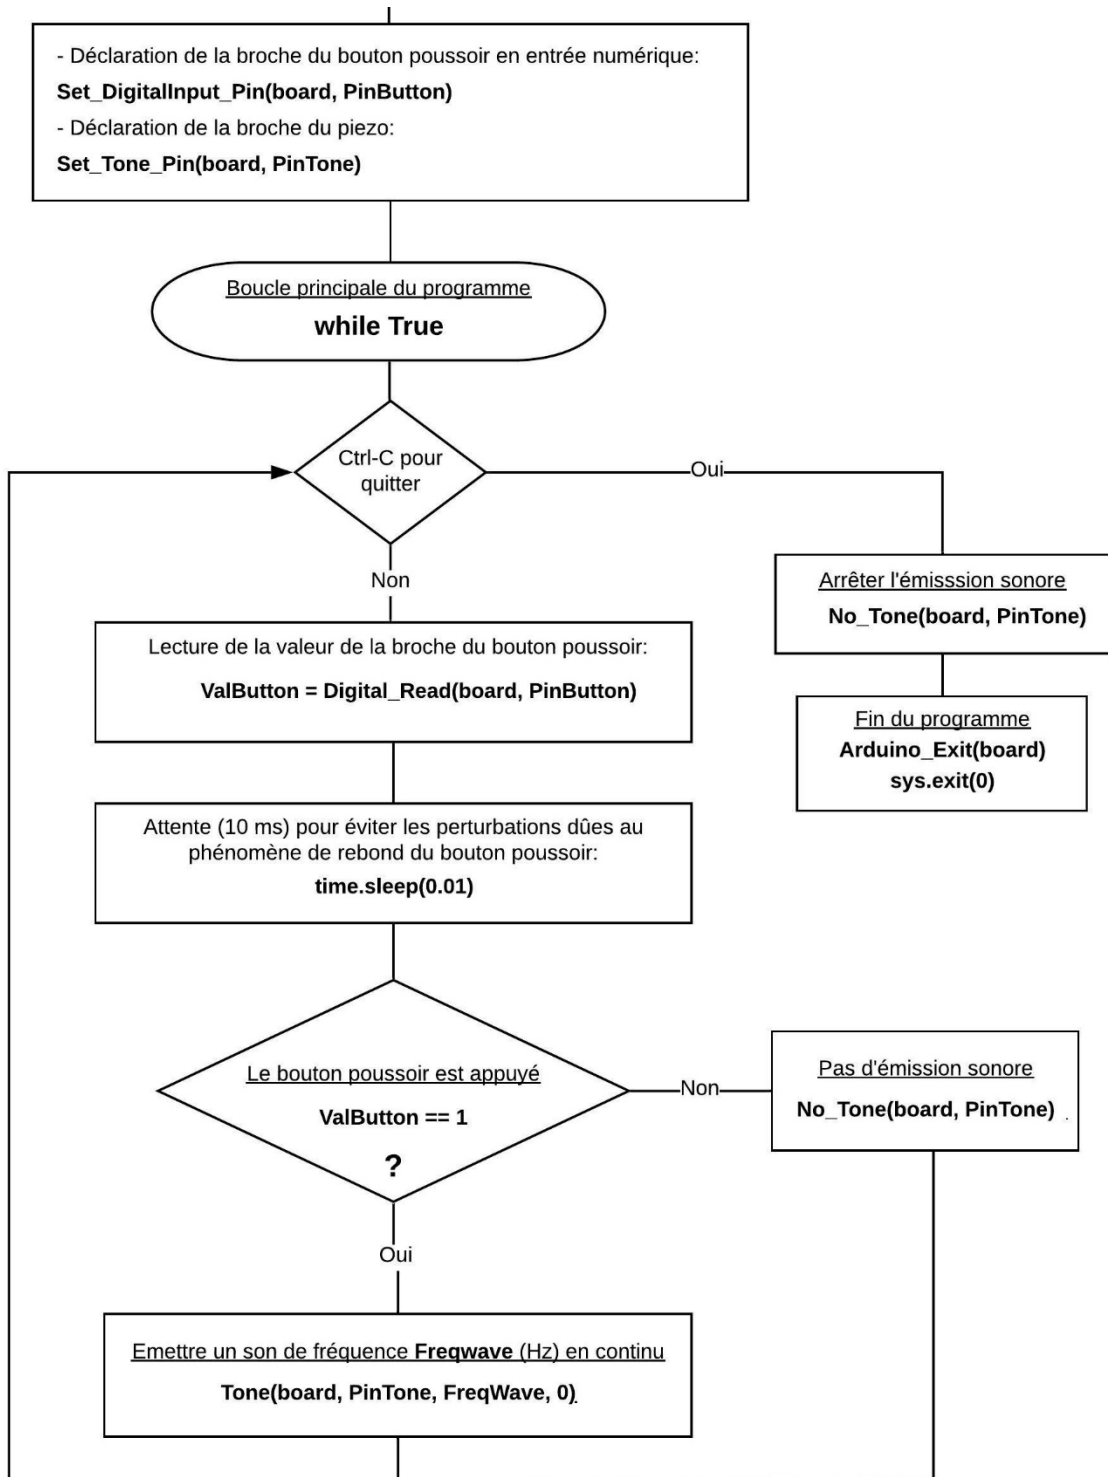 - Déclaration de la broche du bouton poussoir en entrée numérique:
Set_DigitalInput_Pin(board, PinButton)
- Déclaration de la broche du piezo:
Set_Tone_Pin(board, PinTone)
Boucle principale du programme
while True
Ctrl-C pour
quitter
Oui
Non
Arrêter l'émisssion sonore
No_Tone(board, PinTone)
Fin du programme
Arduino_Exit(board)
sys.exit(0)
Lecture de la valeur de la broche du bouton poussoir:
ValButton = Digital_Read(board, PinButton)
Attente (10 ms) pour éviter les perturbations dûes au
phénomène de rebond du bouton poussoir:
time.sleep(0.01)
Le bouton poussoir est appuyé
ValButton == 1
?
Non
Pas d'émission sonore
No_Tone(board, PinTone) .
Oui
Emettre un son de fréquence Freqwave (Hz) en continu
Tone(board, PinTone, FreqWave, 0).